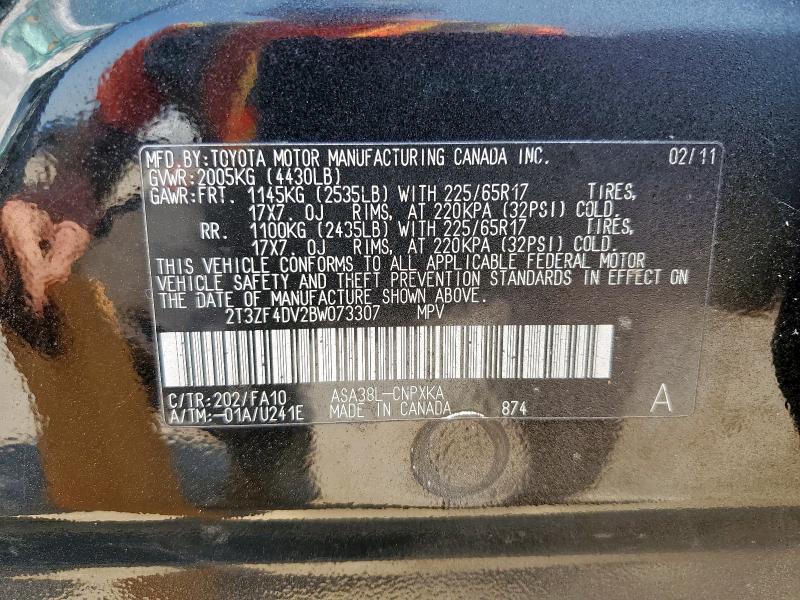 MFD.BY:TOYOTA MOTOR MANUFACTURING CANADA INC. 02/11
GVWR:2005KG (4430LB)
GAWR:FRT. 1145KG (2535LB) WITH 225/65R17 TIRES,
17X7. OJ RIMS, AT 220KPA (32PSI) COLD.
RR. 1100KG (2435LB) WITH 225/65R17 TIRES,
17X7. OJ RIMS, AT 220KPA (32PSI) COLD.
THIS VEHICLE CONFORMS TO ALL APPLICABLE FEDERAL MOTOR
VEHICLE SAFETY AND THEFT PREVENTION STANDARDS IN EFFECT ON
THE DATE OF MANUFACTURE SHOWN ABOVE.
2T3ZF4DV2BW073307 MPV
C/TR:202/FA10 ASA38L-CNPXKA
A/TM:-01A/U241E MADE IN CANADA 874 A